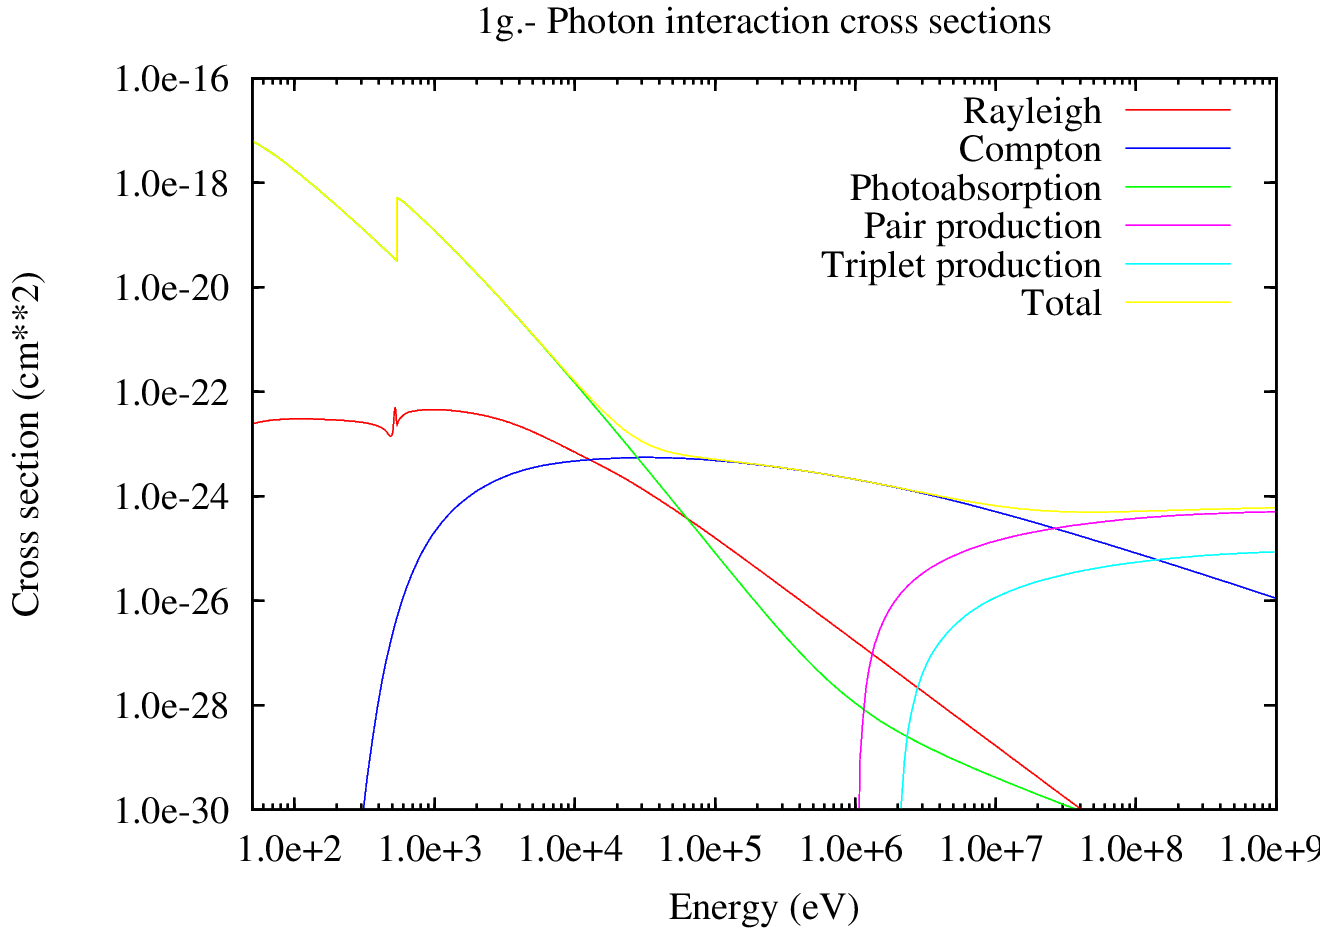 1g.- Photon interaction cross sections
1.0e-16
1.0e-18
1.0e-20
1.0e-22
1.0e-24
1.0e-26
1.0e-28
1.0e-30
Cross section (cm**2)
Rayleigh
Compton
Photoabsorption
Pair production
Triplet production
Total
1.0e+2 1.0e+3 1.0e+4 1.0e+5 1.0e+6 1.0e+7 1.0e+8 1.0e+9
Energy (eV)